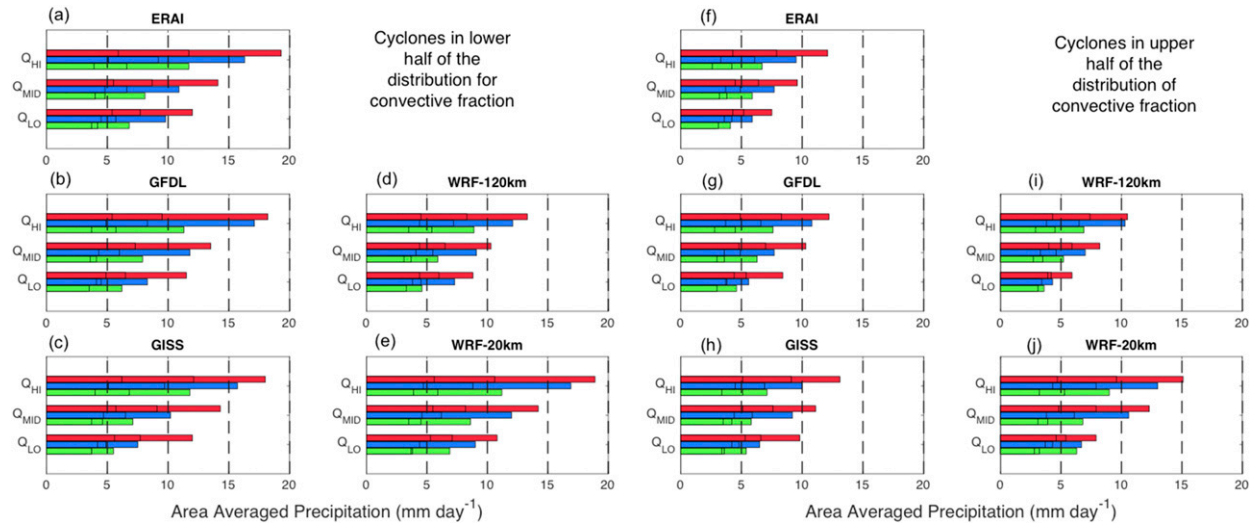 (a)
ERAI
Q_HI
Q_MID
Q_LO
0 5 10 15 20
Cyclones in lower
half of the
distribution for
convective fraction
(f)
ERAI
Q_HI
Q_MID
Q_LO
0 5 10 15 20
Cyclones in upper
half of the
distribution of
convective fraction
(b)
GFDL
Q_HI
Q_MID
Q_LO
0 5 10 15 20
(d)
WRF-120km
Q_HI
Q_MID
Q_LO
0 5 10 15 20
(g)
GFDL
Q_HI
Q_MID
Q_LO
0 5 10 15 20
(i)
WRF-120km
Q_HI
Q_MID
Q_LO
0 5 10 15 20
(c)
GISS
Q_HI
Q_MID
Q_LO
0 5 10 15 20
(e)
WRF-20km
Q_HI
Q_MID
Q_LO
0 5 10 15 20
(h)
GISS
Q_HI
Q_MID
Q_LO
0 5 10 15 20
(j)
WRF-20km
Q_HI
Q_MID
Q_LO
0 5 10 15 20
Area Averaged Precipitation (mm day⁻¹)
Area Averaged Precipitation (mm day⁻¹)